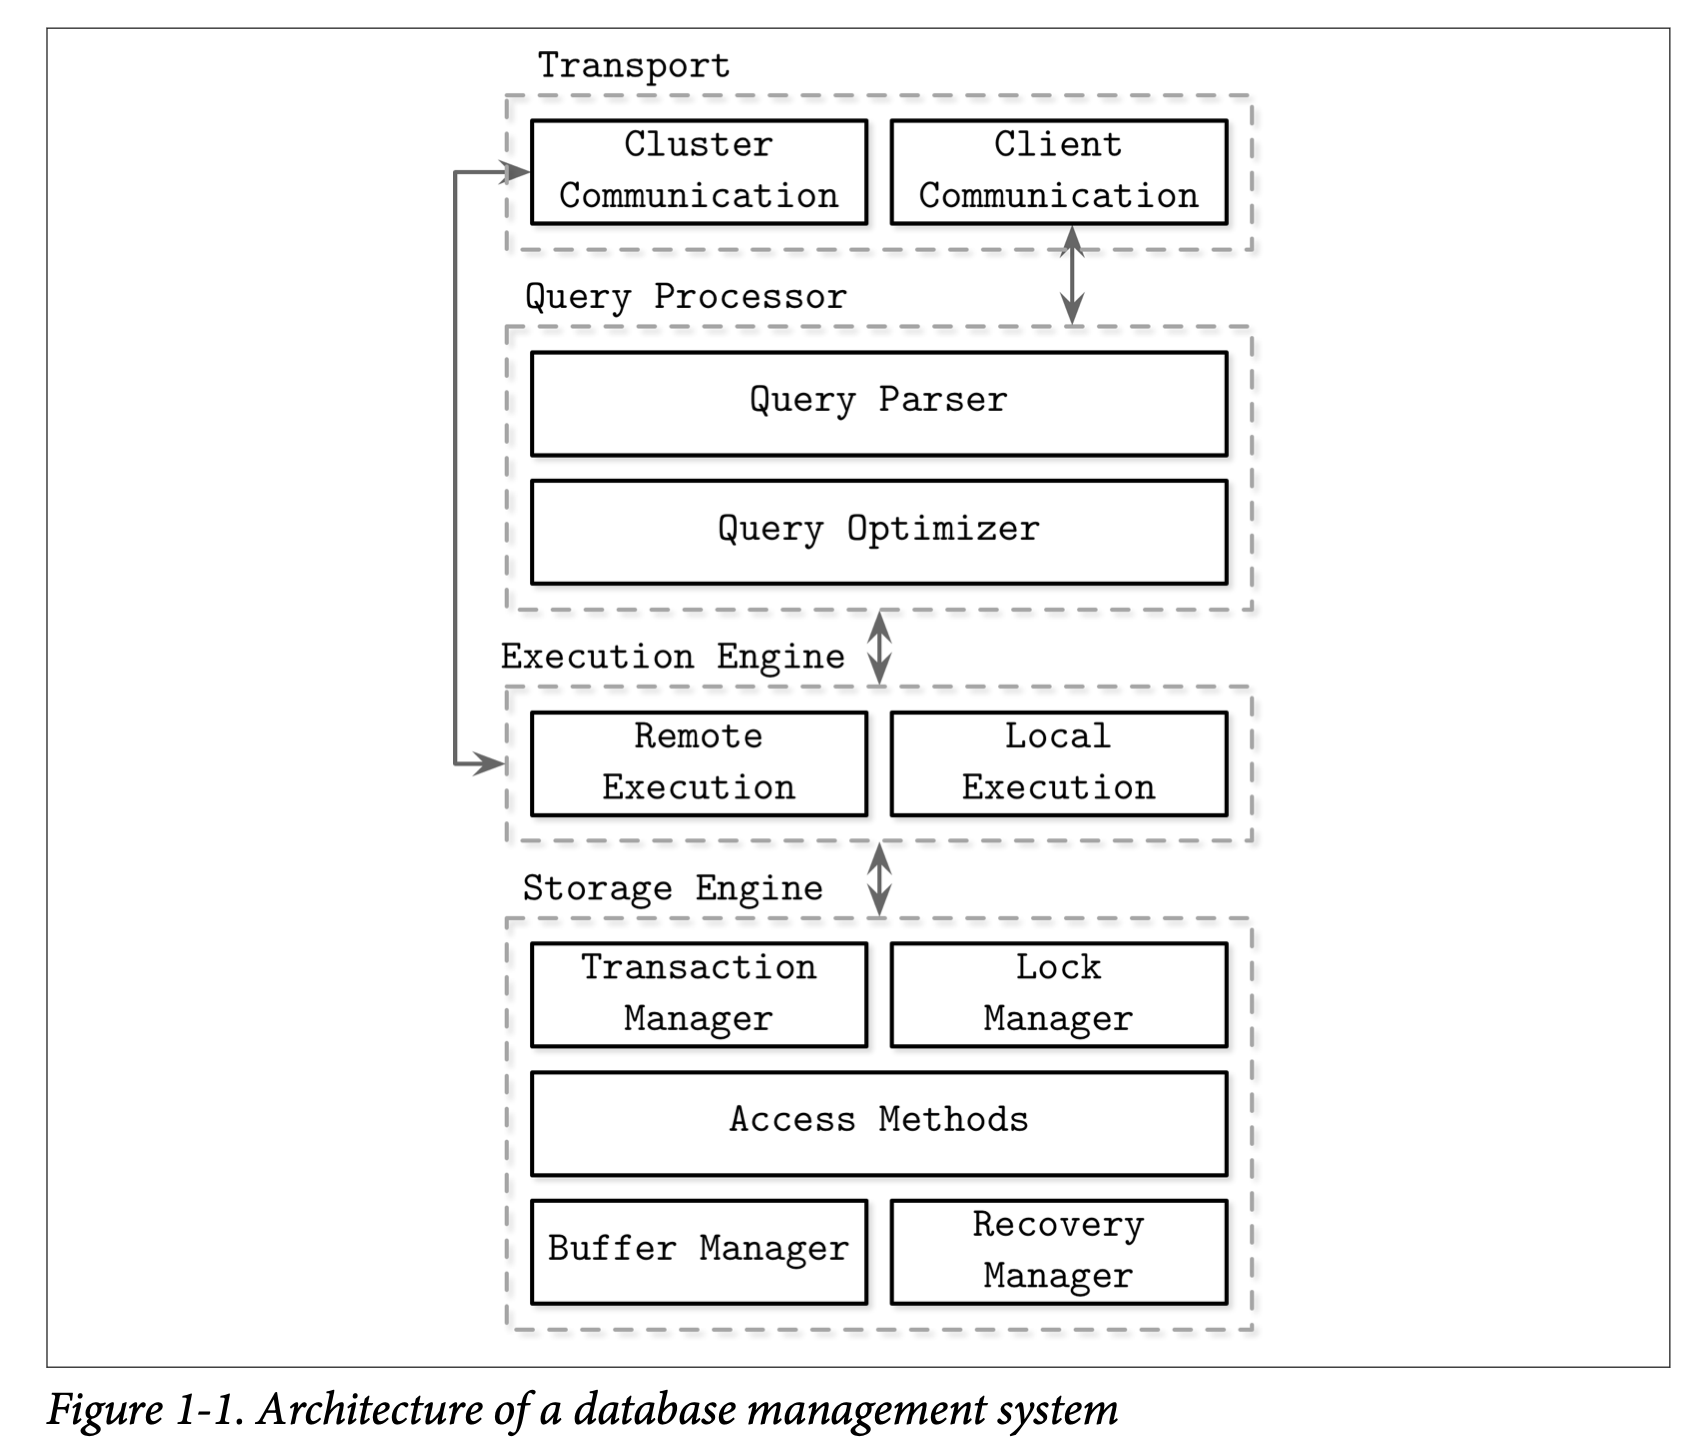 Transport
Cluster
Communication
Client
Communication
Query Processor
Query Parser
Query Optimizer
Execution Engine
Remote
Execution
Local
Execution
Storage Engine
Transaction
Manager
Lock
Manager
Access Methods
Buffer Manager
Recovery
Manager
Figure 1-1. Architecture of a database management system